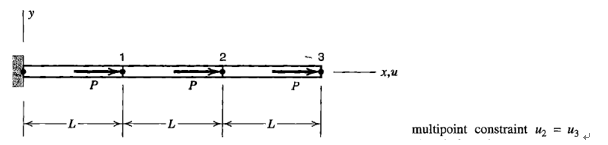 y
1 2 3
x,u
P P P
L L L
multipoint constraint u₂ = u₃ ↵